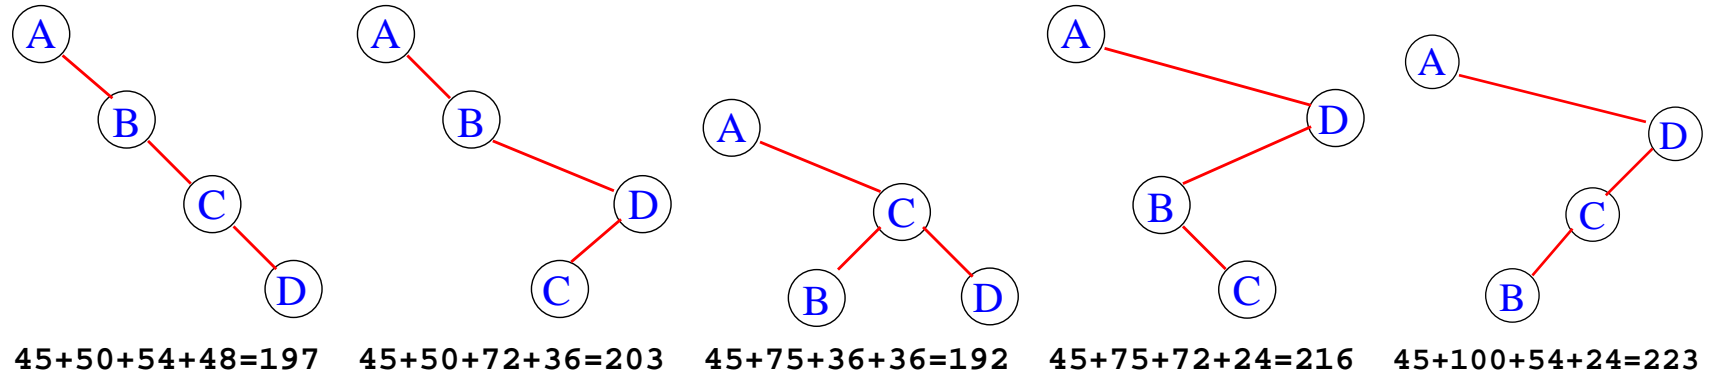 A
B
C
D
45+50+54+48=197
A
B
D
C
45+50+72+36=203
A
C
B
D
45+75+36+36=192
A
D
B
C
45+75+72+24=216
A
D
C
B
45+100+54+24=223